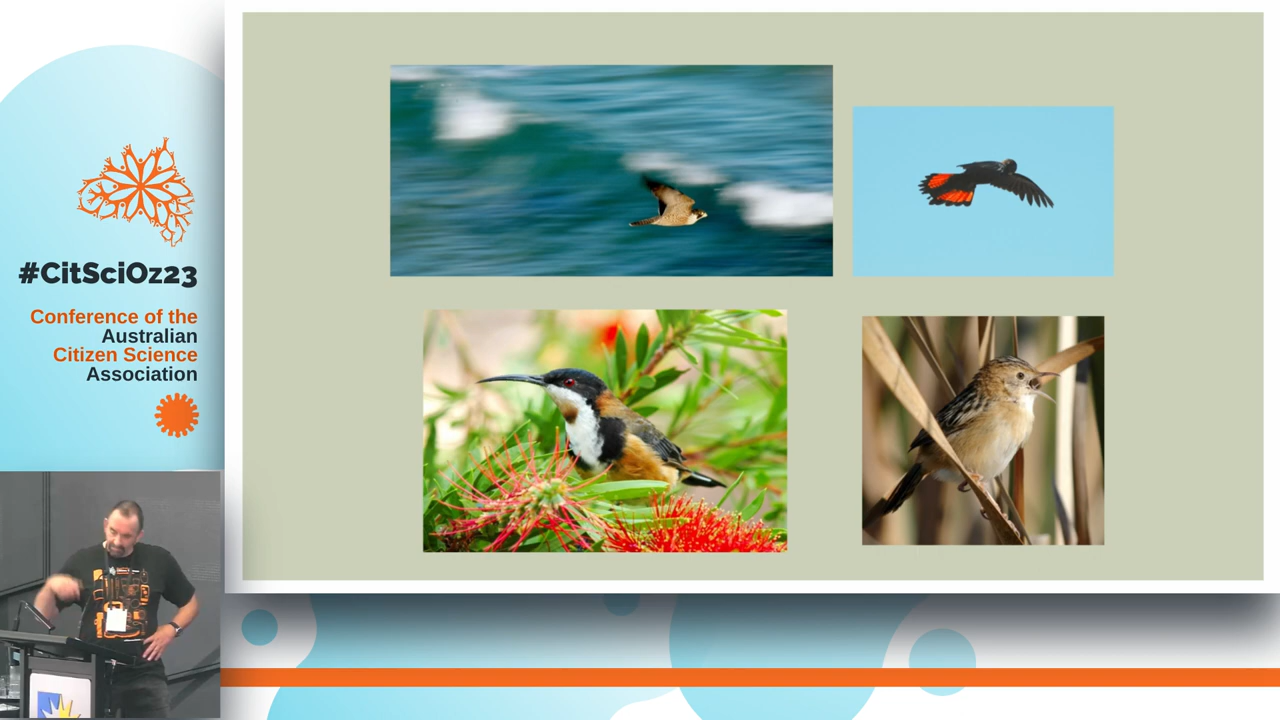 #CitSciOz23
Conference of the
Australian
Citizen Science
Association